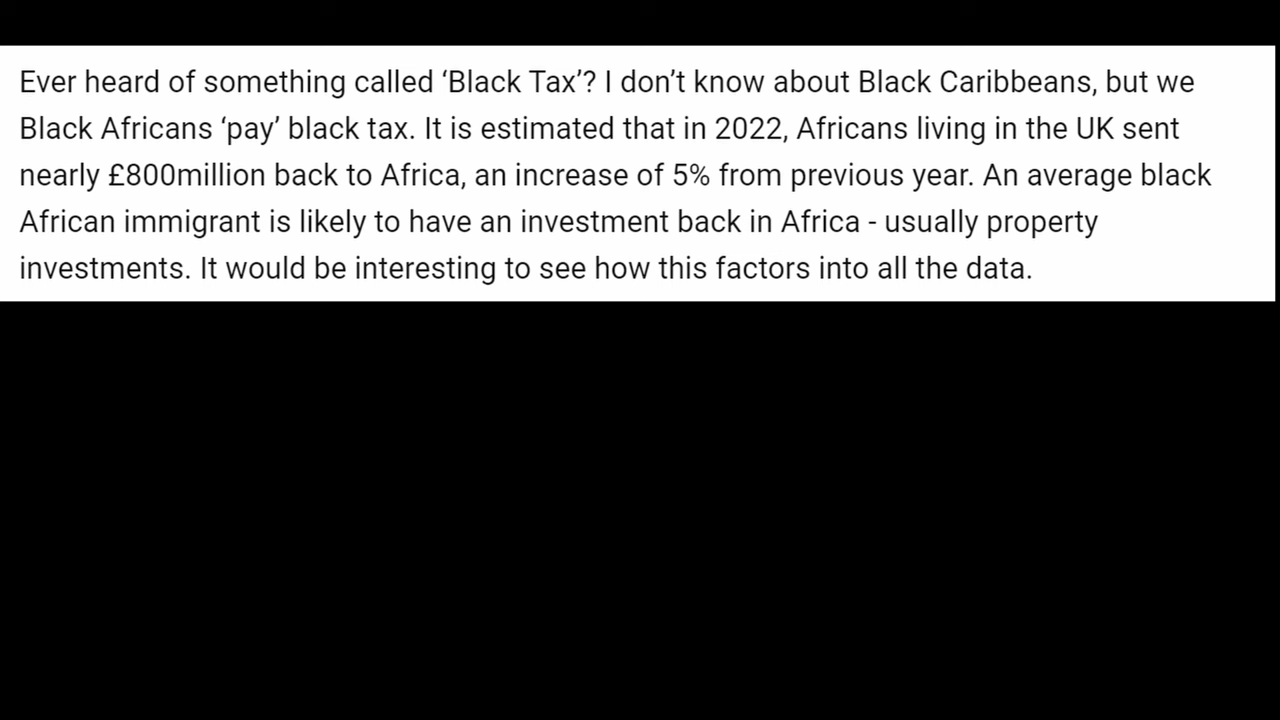 Ever heard of something called ‘Black Tax’? I don’t know about Black Caribbeans, but we
Black Africans ‘pay’ black tax. It is estimated that in 2022, Africans living in the UK sent
nearly £800million back to Africa, an increase of 5% from previous year. An average black
African immigrant is likely to have an investment back in Africa - usually property
investments. It would be interesting to see how this factors into all the data.